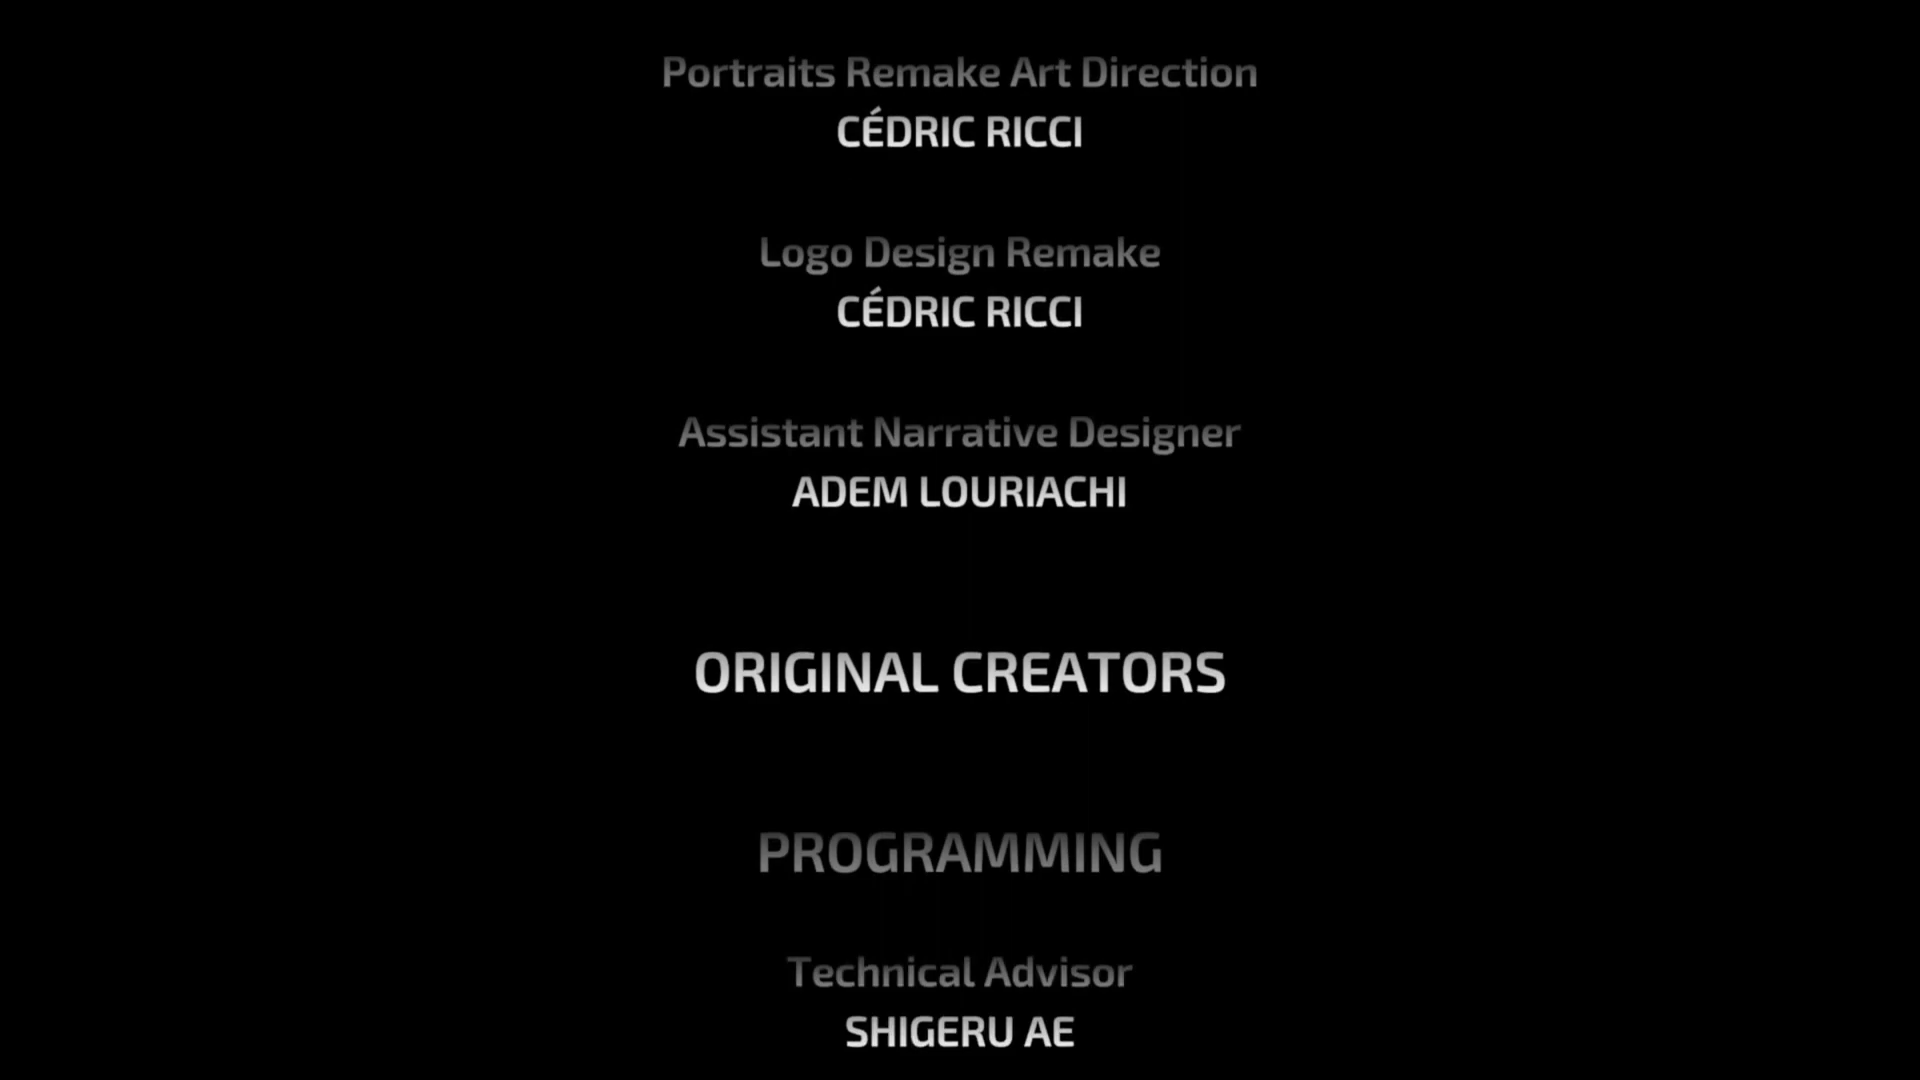 Portraits Remake Art Direction
CÉDRIC RICCI
Logo Design Remake
CÉDRIC RICCI
Assistant Narrative Designer
ADEM LOURIACHI
ORIGINAL CREATORS
PROGRAMMING
Technical Advisor
SHIGERU AE